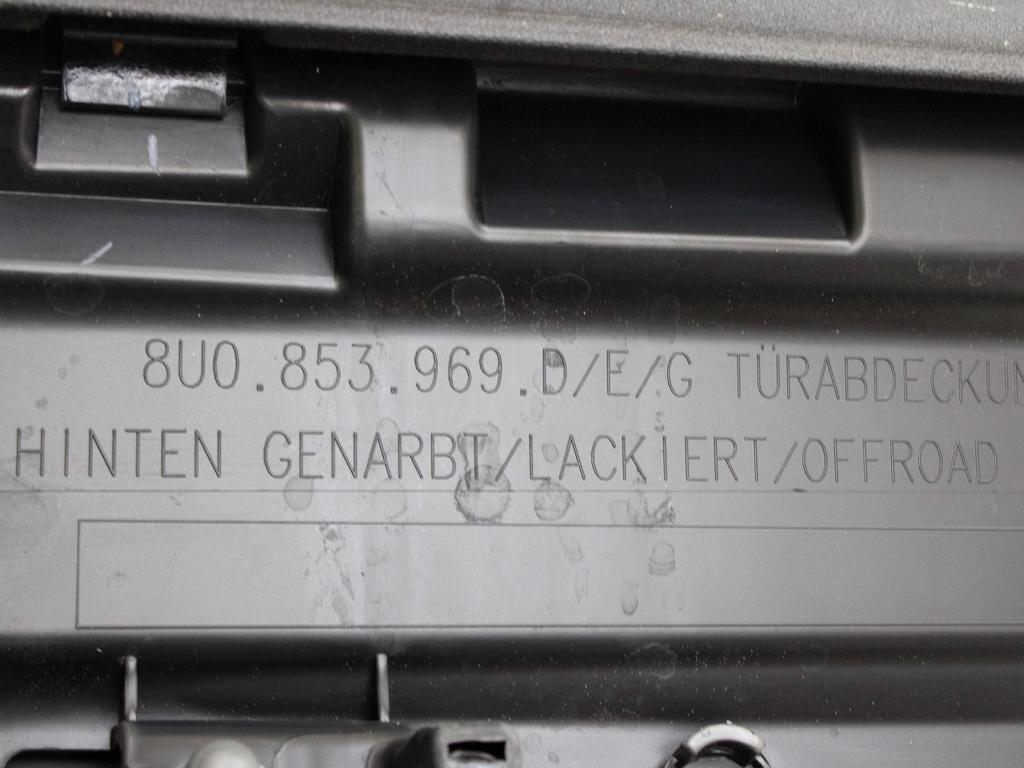 8U0.853.969.D/E/G TÜRABDECKUN
HINTEN GENARBT/LACKIERT/OFFROAD